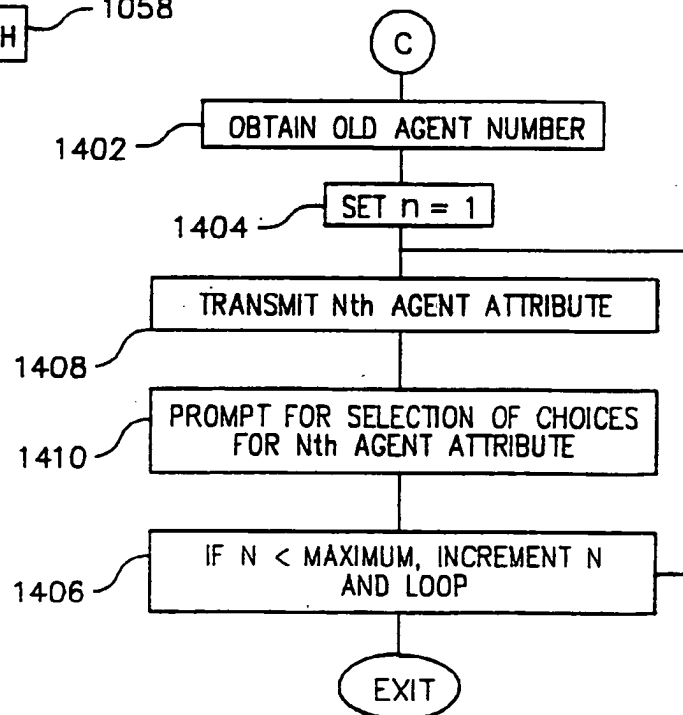 1058
H
C
1402
OBTAIN OLD AGENT NUMBER
1404
SET n = 1
TRANSMIT Nth AGENT ATTRIBUTE
1408
PROMPT FOR SELECTION OF CHOICES
FOR Nth AGENT ATTRIBUTE
1410
IF N < MAXIMUM, INCREMENT N
AND LOOP
1406
EXIT